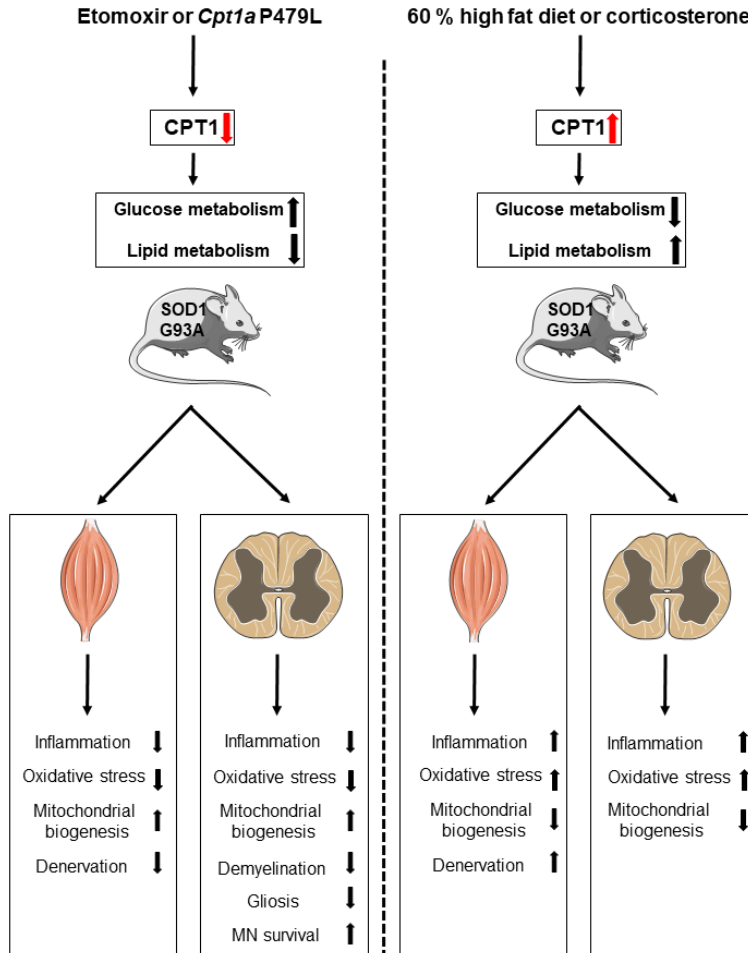 Etomoxir or Cpt1a P479L
CPT1
Glucose metabolism
Lipid metabolism
SOD1
G93A
Inflammation
Oxidative stress
Mitochondrial
biogenesis
Denervation
Inflammation
Oxidative stress
Mitochondrial
biogenesis
Demyelination
Gliosis
MN survival
60 % high fat diet or corticosterone
CPT1
Glucose metabolism
Lipid metabolism
SOD1
G93A
Inflammation
Oxidative stress
Mitochondrial
biogenesis
Denervation
Inflammation
Oxidative stress
Mitochondrial
biogenesis